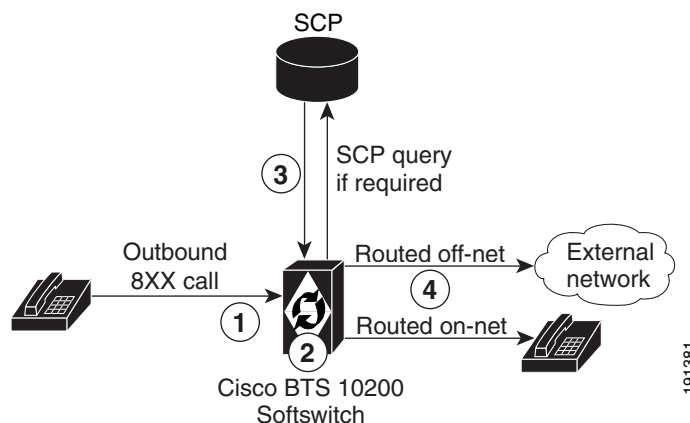 SCP
3
SCP query
if required
Outbound
8XX call
1
2
Routed off-net
4
External
network
Routed on-net
Cisco BTS 10200
Softswitch
191381